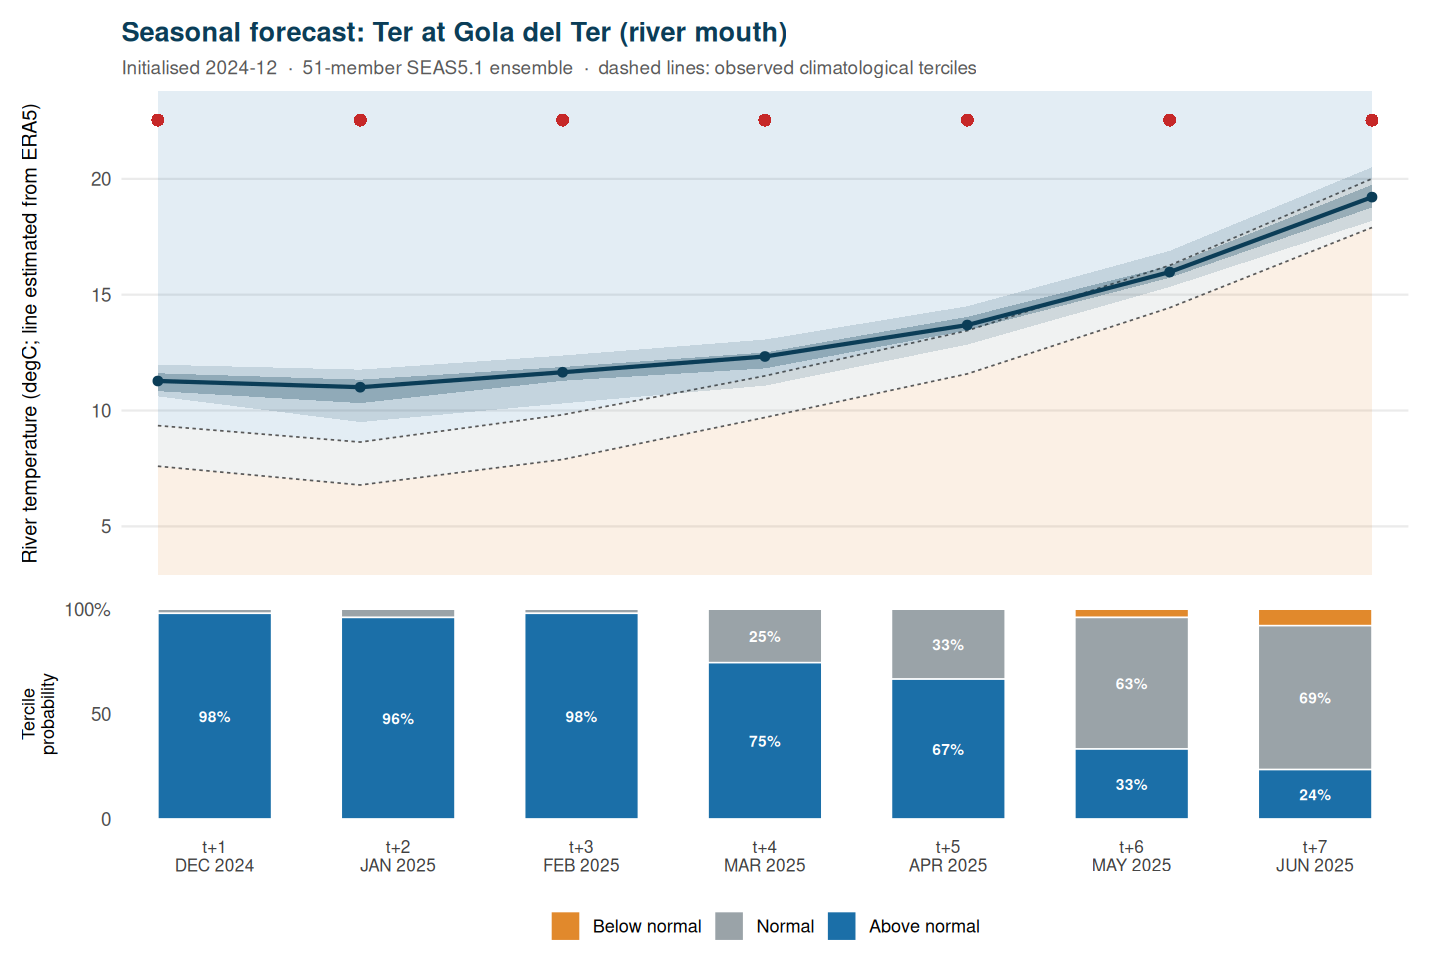 Seasonal forecast: Ter at Gola del Ter (river mouth)
Initialised 2024-12 · 51-member SEAS5.1 ensemble · dashed lines: observed climatological terciles
River temperature (degC; line estimated from ERA5)
20
15
10
5
Tercile
probability
100%
50
0
98%
96%
98%
25%
75%
33%
67%
63%
33%
69%
24%
t+1
DEC 2024
t+2
JAN 2025
t+3
FEB 2025
t+4
MAR 2025
t+5
APR 2025
t+6
MAY 2025
t+7
JUN 2025
Below normal
Normal
Above normal